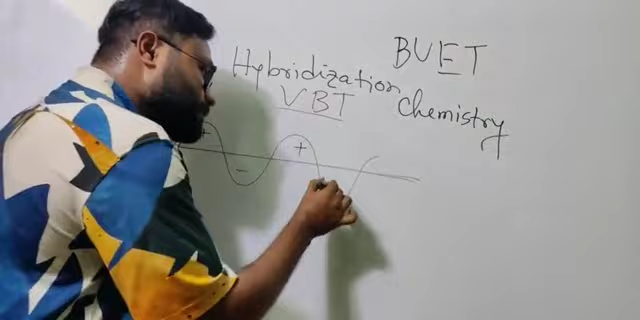 BUET
Hybridization
VBT
Chemistry
+ - +